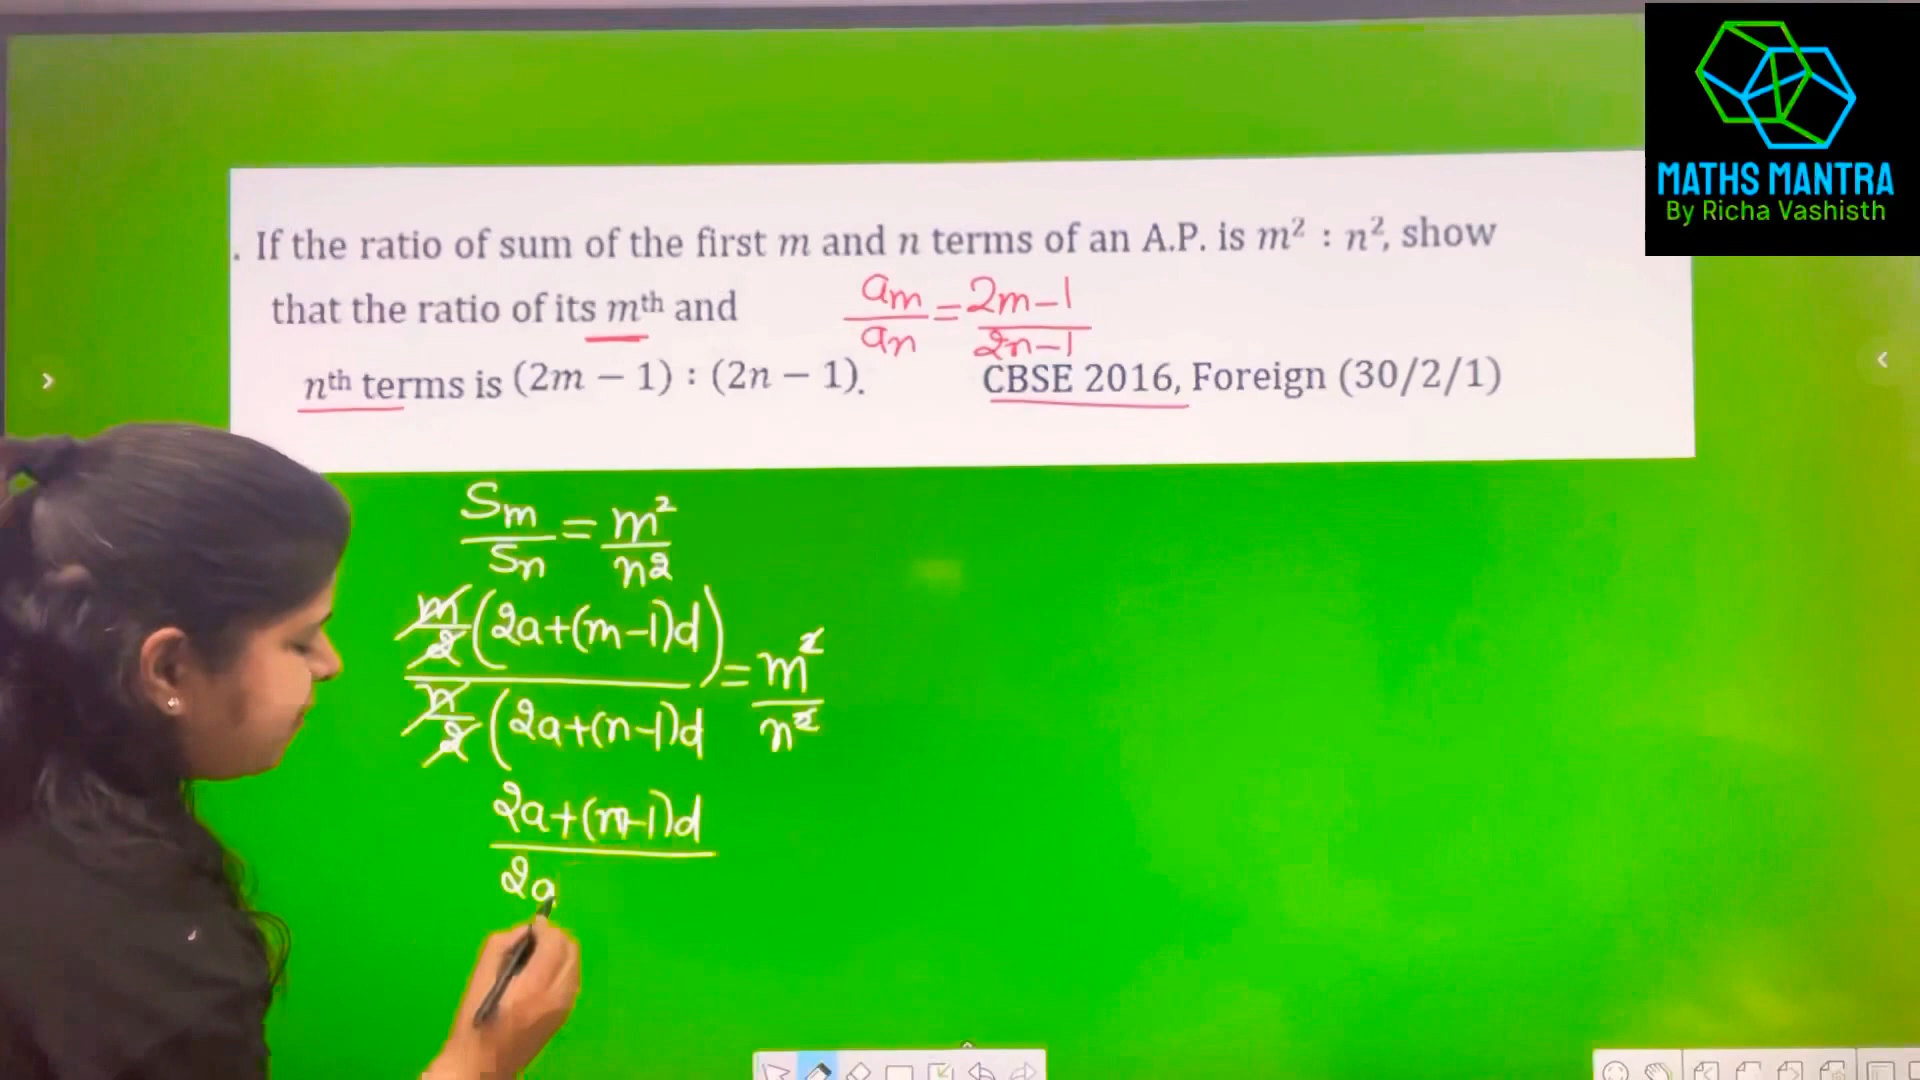 MATHS MANTRA
By Richa Vashisth
. If the ratio of sum of the first m and n terms of an A.P. is m² : n², show
that the ratio of its mᵗʰ and
nᵗʰ terms is (2m − 1) : (2n − 1). CBSE 2016, Foreign (30/2/1)
am/an = 2m-1/2n-1
Sm/Sn = m²/n²
m/2 (2a+(m-1)d) / n/2 (2a+(n-1)d = m²/n²
2a+(m-1)d
2a